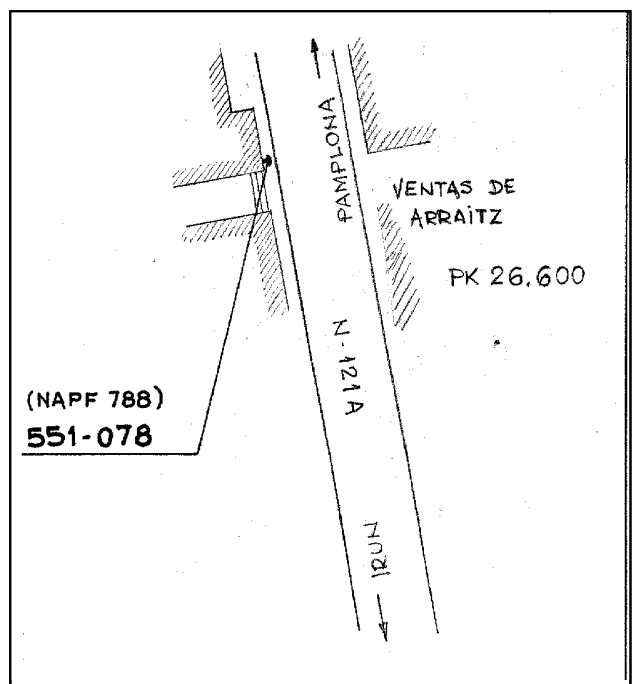 PAMPLONA
VENTAS DE
ARRAITZ
PK 26.600
N-121A
(NAPF 788)
551-078
IRUN